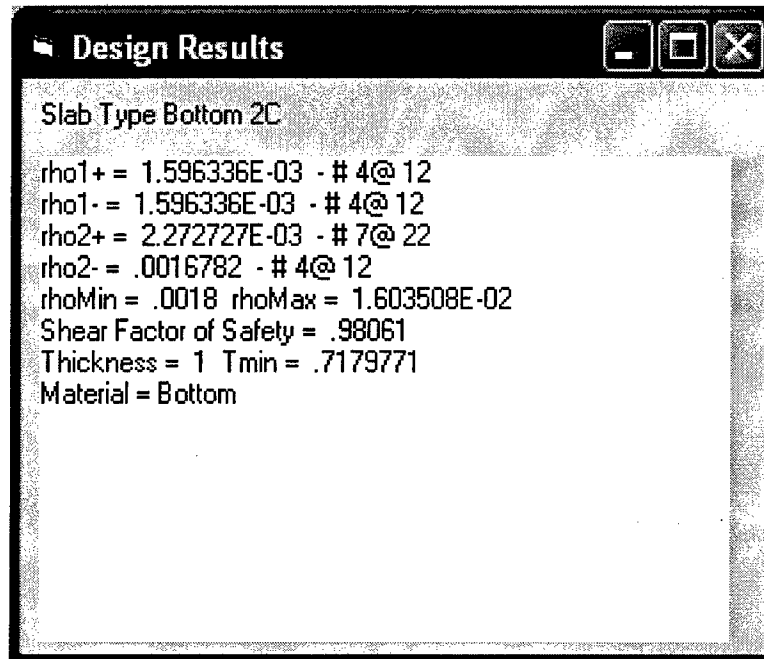 Design Results
Slab Type Bottom 2C
rho1+ = 1.596336E-03 - # 4@ 12
rho1- = 1.596336E-03 - # 4@ 12
rho2+ = 2.272727E-03 - # 7@ 22
rho2- = .0016782 - # 4@ 12
rhoMin = .0018 rhoMax = 1.603508E-02
Shear Factor of Safety = .98061
Thickness = 1 Tmin = .7179771
Material = Bottom